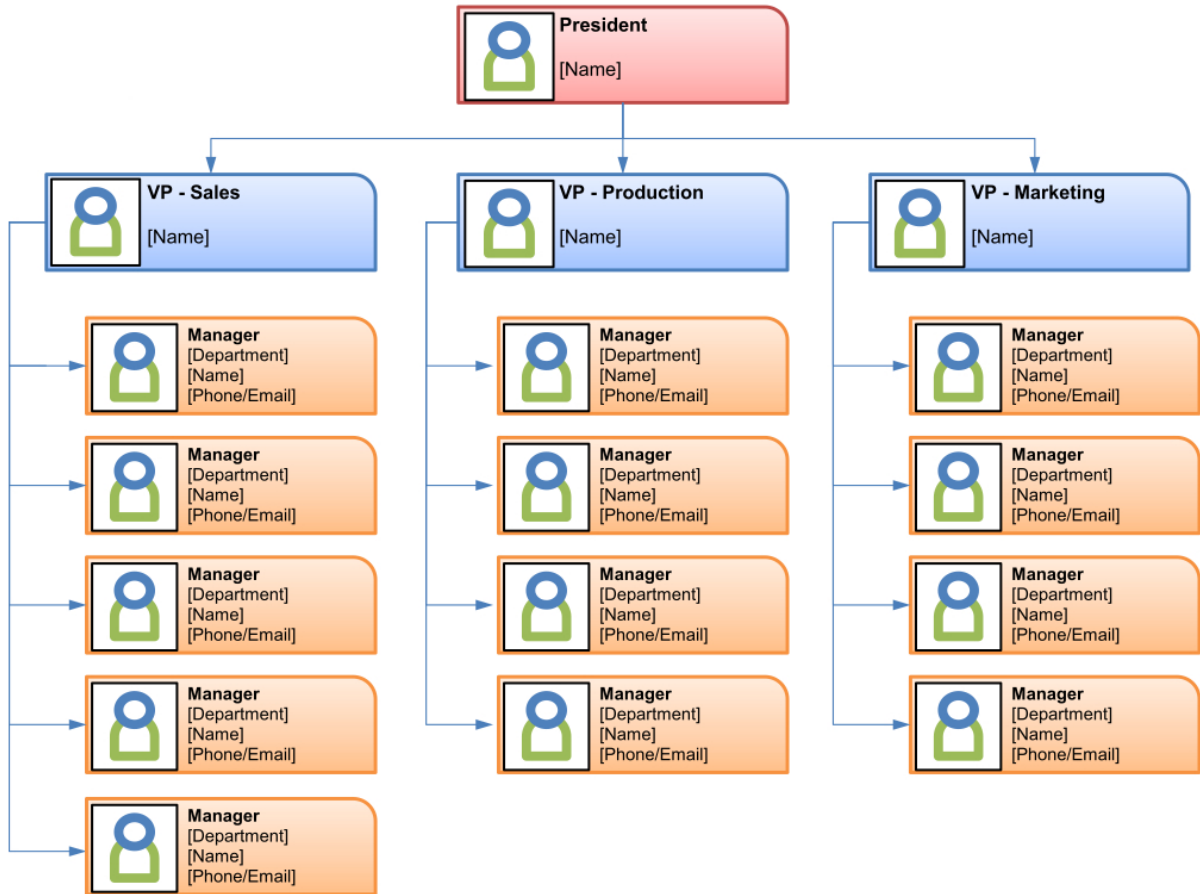 President
[Name]
VP - Sales
[Name]
VP - Production
[Name]
VP - Marketing
[Name]
Manager
[Department]
[Name]
[Phone/Email]
Manager
[Department]
[Name]
[Phone/Email]
Manager
[Department]
[Name]
[Phone/Email]
Manager
[Department]
[Name]
[Phone/Email]
Manager
[Department]
[Name]
[Phone/Email]
Manager
[Department]
[Name]
[Phone/Email]
Manager
[Department]
[Name]
[Phone/Email]
Manager
[Department]
[Name]
[Phone/Email]
Manager
[Department]
[Name]
[Phone/Email]
Manager
[Department]
[Name]
[Phone/Email]
Manager
[Department]
[Name]
[Phone/Email]
Manager
[Department]
[Name]
[Phone/Email]
Manager
[Department]
[Name]
[Phone/Email]